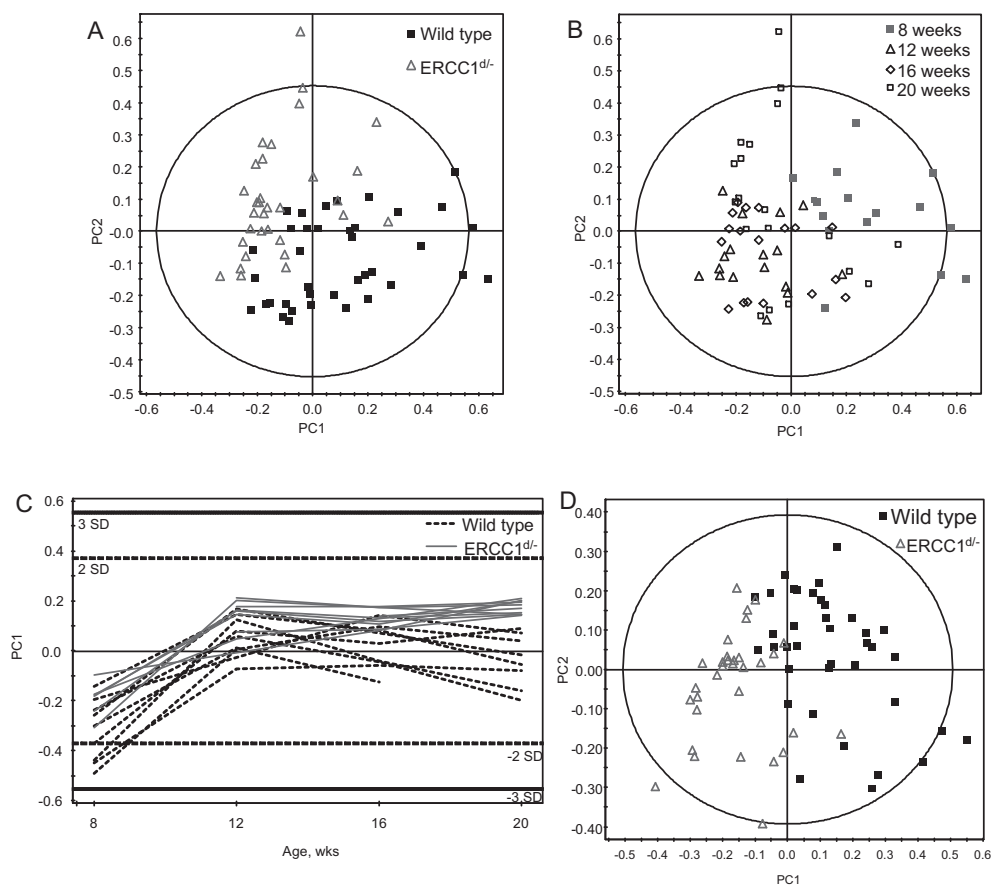 A
Wild type
ERCC1d/-
0.6
0.5
0.4
0.3
0.2
0.1
-0.0
-0.1
-0.2
-0.3
-0.4
-0.5
PC2
-0.6 -0.4 -0.2 0.0 0.2 0.4 0.6
PC1
B
8 weeks
12 weeks
16 weeks
20 weeks
0.6
0.5
0.4
0.3
0.2
0.1
-0.0
-0.1
-0.2
-0.3
-0.4
-0.5
PC2
-0.6 -0.4 -0.2 0.0 0.2 0.4 0.6
PC1
C
0.6
0.4
0.2
0.0
-0.2
-0.4
-0.6
PC1
3 SD
2 SD
Wild type
ERCC1d/-
-2 SD
-3 SD
8 12 16 20
Age, wks
D
Wild type
ERCC1d/-
0.40
0.30
0.20
0.10
0.00
-0.10
-0.20
-0.30
-0.40
PC2
-0.5 -0.4 -0.3 -0.2 -0.1 0.0 0.1 0.2 0.3 0.4 0.5 0.6
PC1